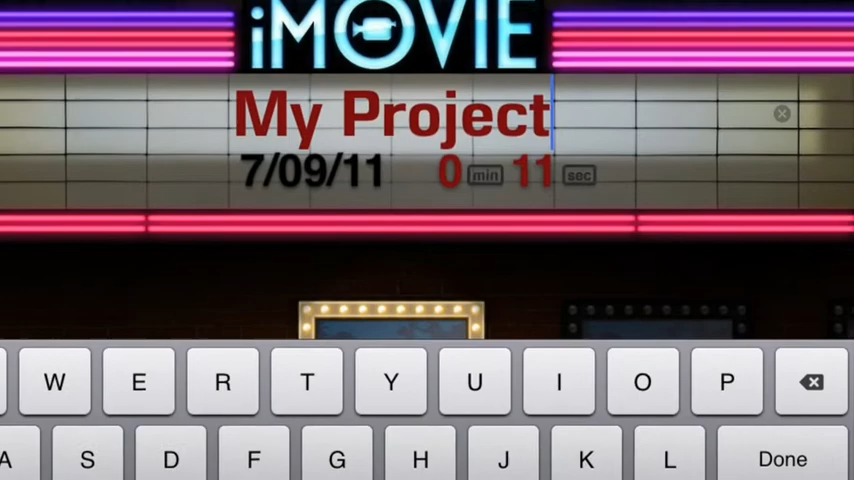 iMOVIE
My Project
7/09/11 0 min 11 sec
W E R T Y U I O P
A S D F G H J K L Done